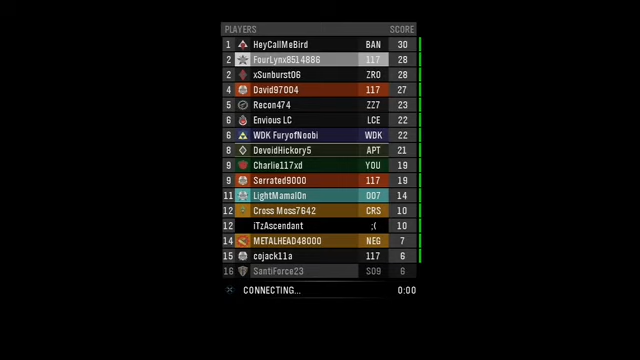 PLAYERS SCORE
1 HeyCallMeBird BAN 30
2 FourLynx8514886 117 28
2 xSunburst06 ZRO 28
4 David97004 117 27
5 Recon474 ZZ7 23
6 Envious LC LCE 22
6 WDK FuryofNoobi WDK 22
8 DevoidHickory5 APT 21
9 Charlie117xd YOU 19
9 Serrated9000 117 19
11 LightMamal0n 007 14
12 Cross Moss7642 CRS 10
12 iTzAscendant ;( 10
14 METALHEAD48000 NEG 7
15 cojack11a 117 6
16 SantiForce23 S09 6
CONNECTING... 0:00